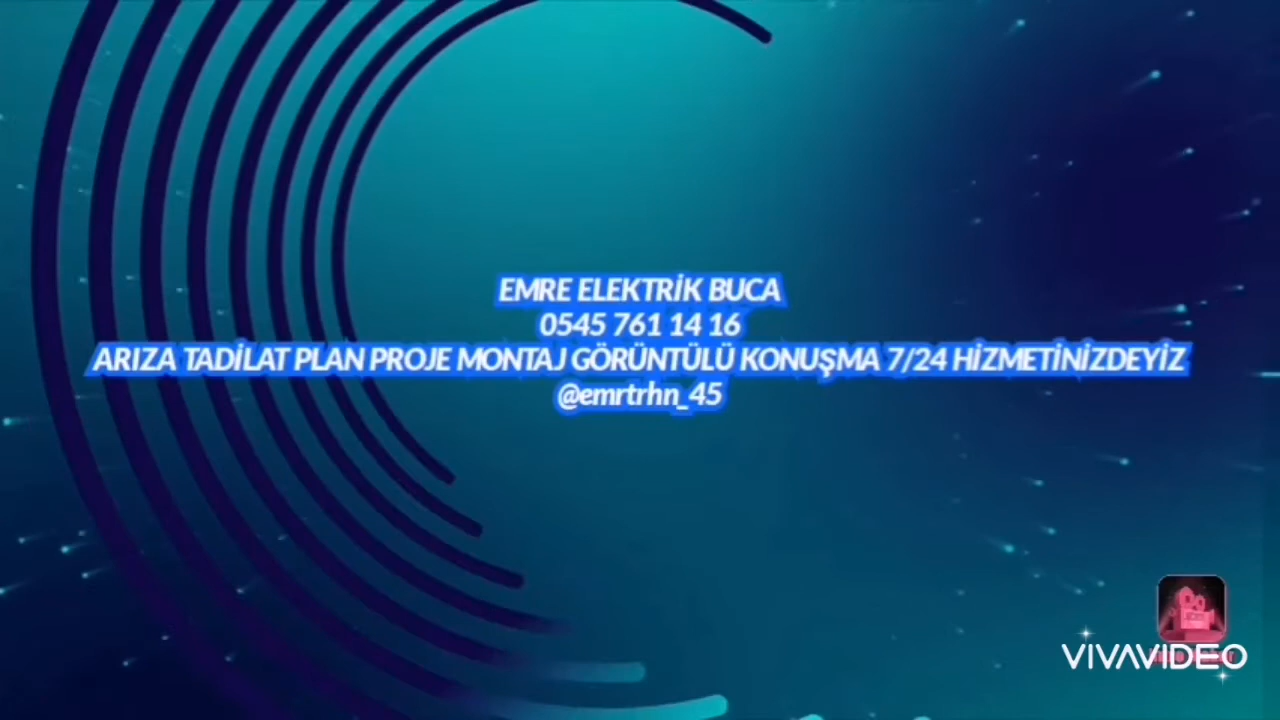 EMRE ELEKTRİK BUCA
0545 761 14 16
ARIZA TADİLAT PLAN PROJE MONTAJ GÖRÜNTÜLÜ KONUŞMA 7/24 HİZMETİNİZDEYİZ
@emrtrhn_45
VIVAVIDEO